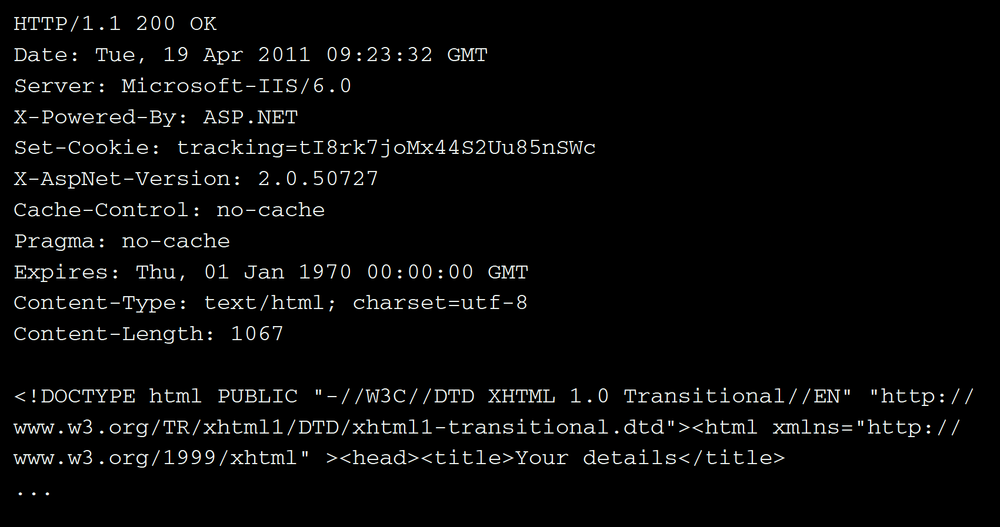 HTTP/1.1 200 OK
Date: Tue, 19 Apr 2011 09:23:32 GMT
Server: Microsoft-IIS/6.0
X-Powered-By: ASP.NET
Set-Cookie: tracking=tI8rk7joMx44S2Uu85nSWc
X-AspNet-Version: 2.0.50727
Cache-Control: no-cache
Pragma: no-cache
Expires: Thu, 01 Jan 1970 00:00:00 GMT
Content-Type: text/html; charset=utf-8
Content-Length: 1067

<!DOCTYPE html PUBLIC "-//W3C//DTD XHTML 1.0 Transitional//EN" "http://
www.w3.org/TR/xhtml1/DTD/xhtml1-transitional.dtd"><html xmlns="http://
www.w3.org/1999/xhtml" ><head><title>Your details</title>
...